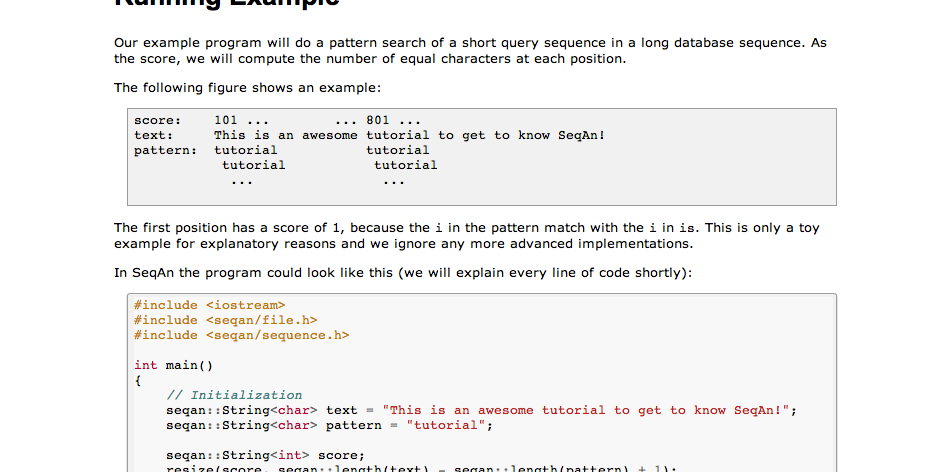 Running Example
Our example program will do a pattern search of a short query sequence in a long database sequence. As
the score, we will compute the number of equal characters at each position.
The following figure shows an example:
score:    101 ...        ... 801 ...
text:     This is an awesome tutorial to get to know SeqAn!
pattern:  tutorial           tutorial
           tutorial           tutorial
            ...                ...
The first position has a score of 1, because the i in the pattern match with the i in is. This is only a toy
example for explanatory reasons and we ignore any more advanced implementations.
In SeqAn the program could look like this (we will explain every line of code shortly):
#include <iostream>
#include <seqan/file.h>
#include <seqan/sequence.h>
int main()
{
    // Initialization
    seqan::String<char> text = "This is an awesome tutorial to get to know SeqAn!";
    seqan::String<char> pattern = "tutorial";
    seqan::String<int> score;
    resize(score, seqan::length(text) - seqan::length(pattern) + 1);